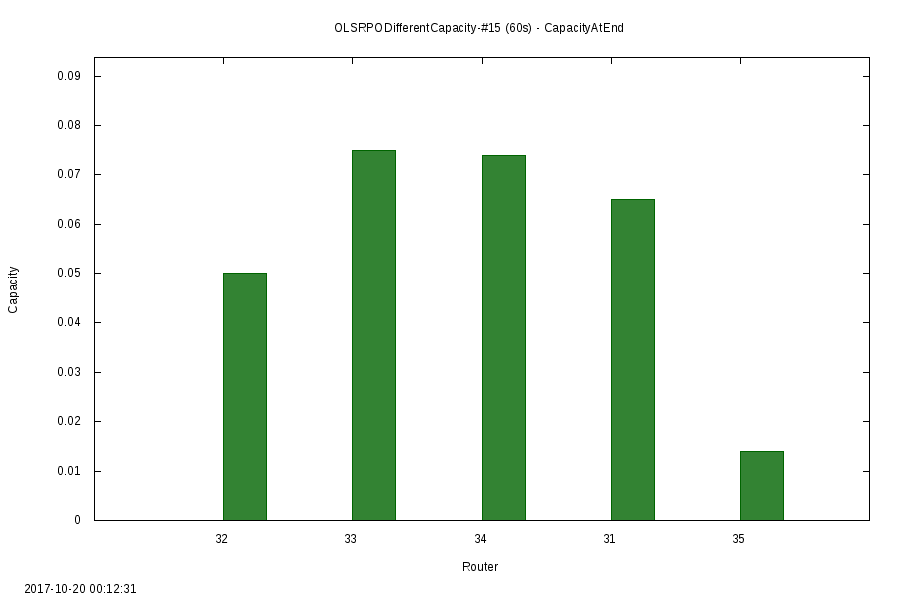 OLSRPODifferentCapacity-#15 (60s) - CapacityAtEnd
0.09
0.08
0.07
0.06
0.05
0.04
0.03
0.02
0.01
0
Capacity
32 33 34 31 35
Router
2017-10-20 00:12:31